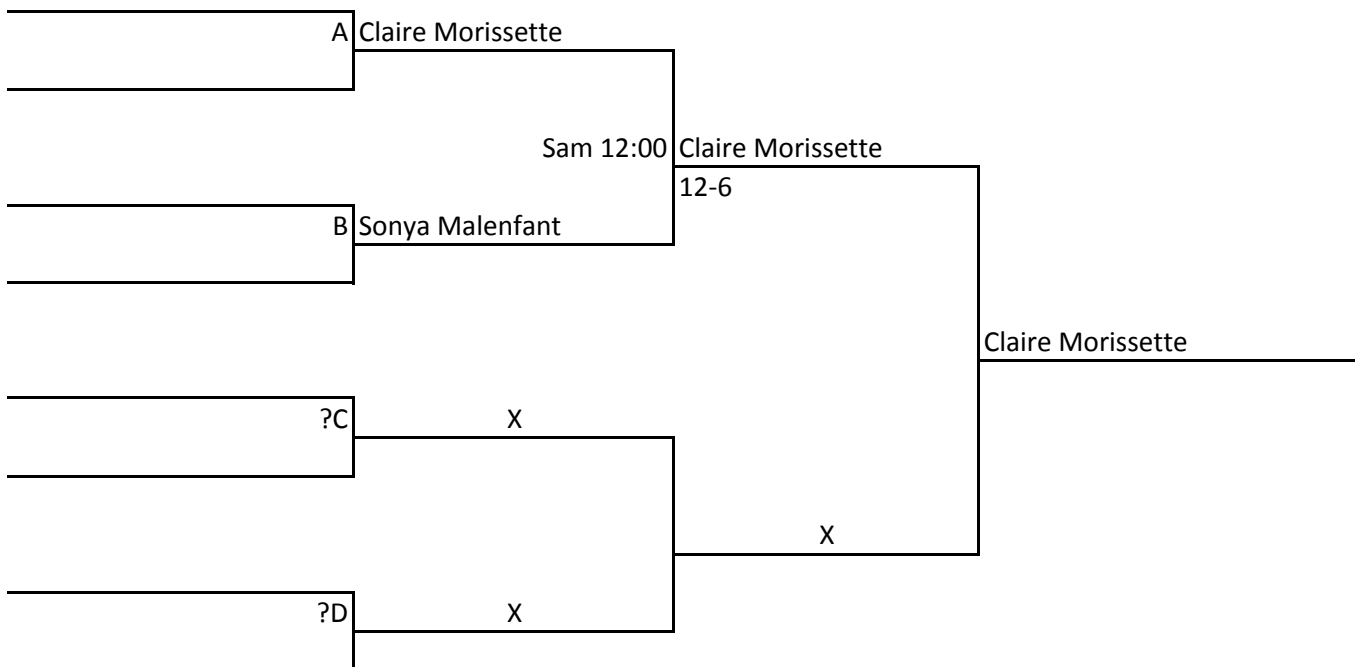 A Claire Morissette
Sam 12:00 Claire Morissette
12-6
B Sonya Malenfant
Claire Morissette
?C X
X
?D X